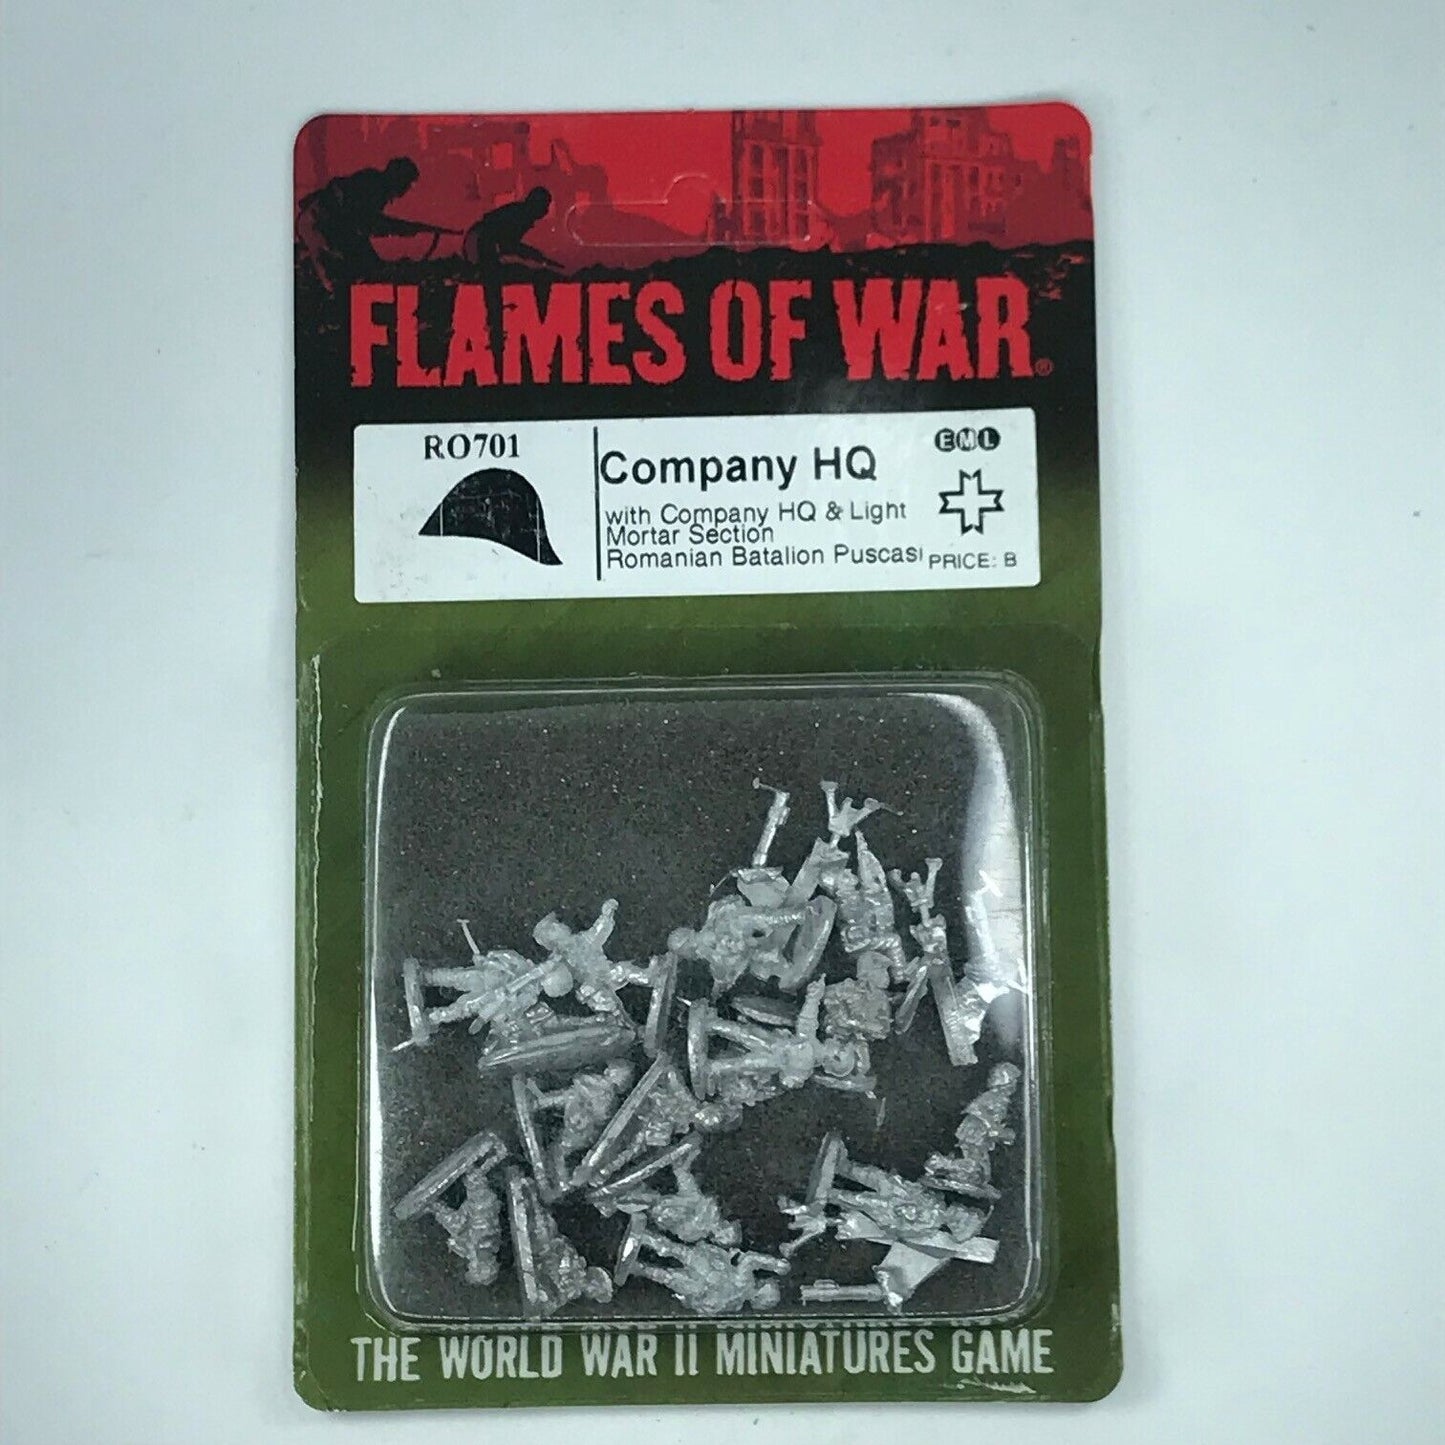 FLAMES OF WAR®
RO701
Company HQ
EML
with Company HQ & Light
Mortar Section
Romanian Batalion Puscasi
PRICE: B
THE WORLD WAR II MINIATURES GAME